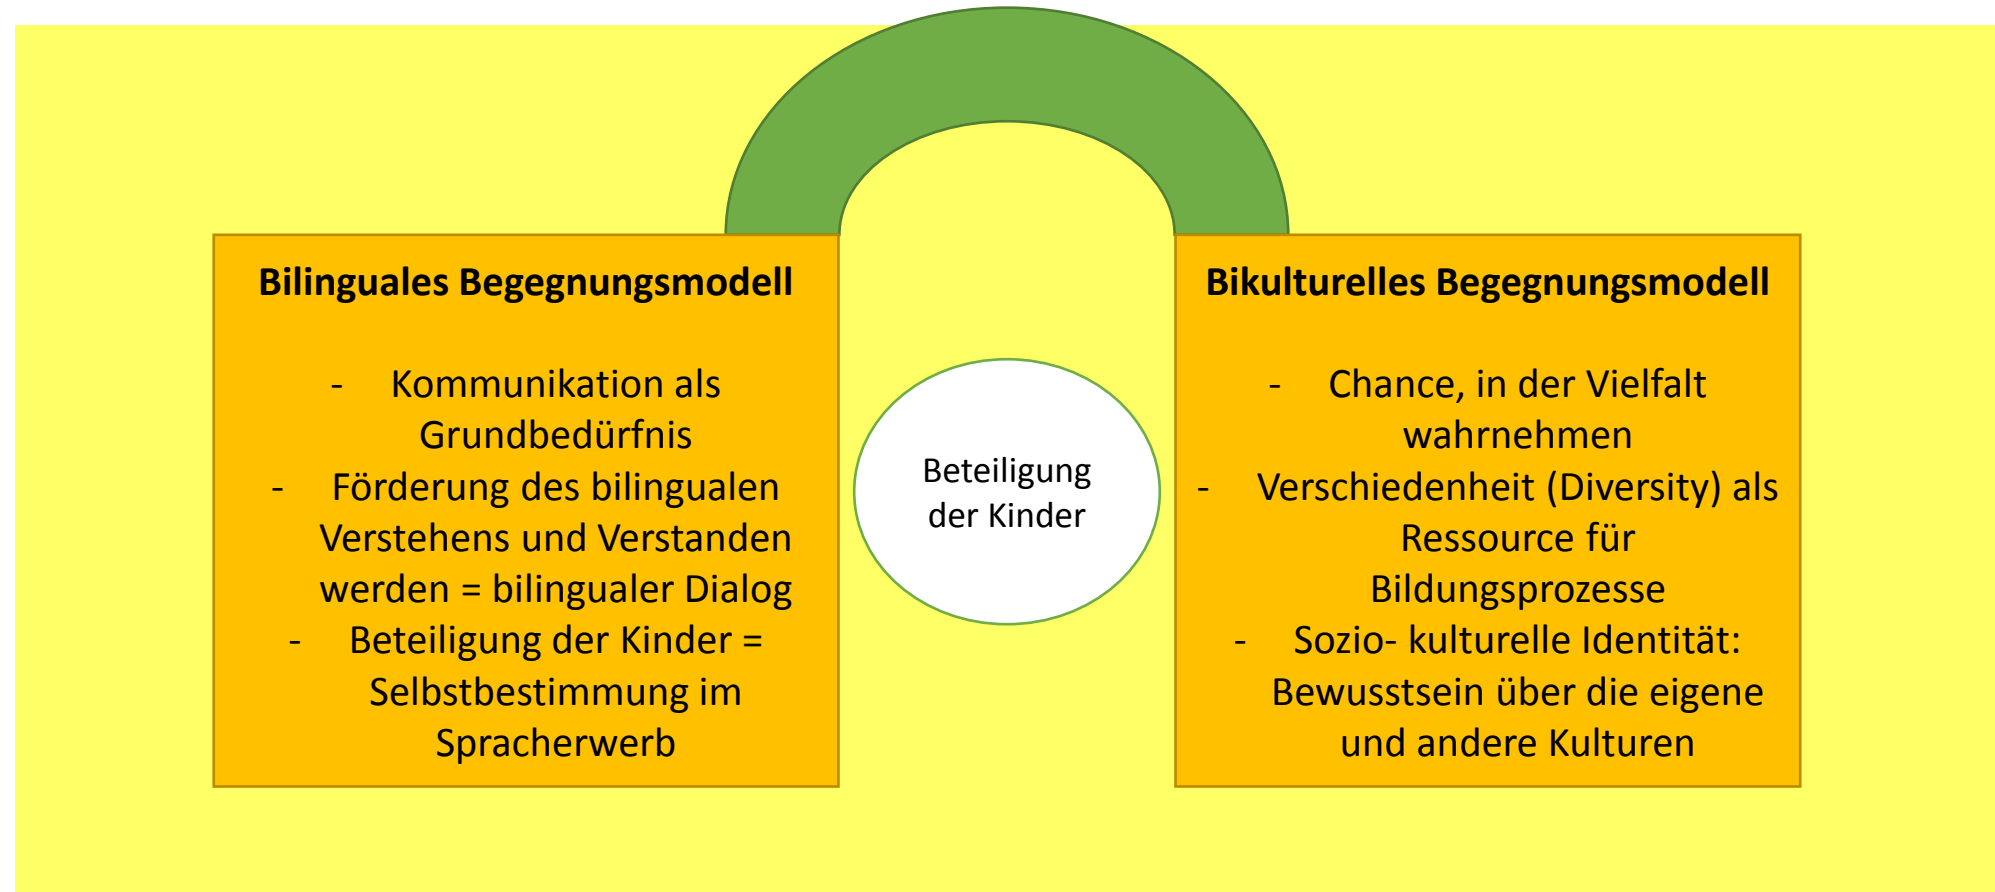 Bilinguales Begegnungsmodell
- Kommunikation als
Grundbedürfnis
- Förderung des bilingualen
Verstehens und Verstanden
werden = bilingualer Dialog
- Beteiligung der Kinder =
Selbstbestimmung im
Spracherwerb
Beteiligung
der Kinder
Bikulturelles Begegnungsmodell
- Chance, in der Vielfalt
wahrnehmen
- Verschiedenheit (Diversity) als
Ressource für
Bildungsprozesse
- Sozio- kulturelle Identität:
Bewusstsein über die eigene
und andere Kulturen